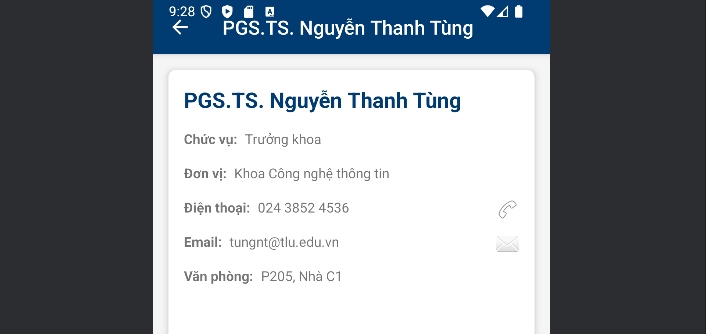 9:28
PGS.TS. Nguyễn Thanh Tùng
PGS.TS. Nguyễn Thanh Tùng
Chức vụ: Trưởng khoa
Đơn vị: Khoa Công nghệ thông tin
Điện thoại: 024 3852 4536
Email: tungnt@tlu.edu.vn
Văn phòng: P205, Nhà C1